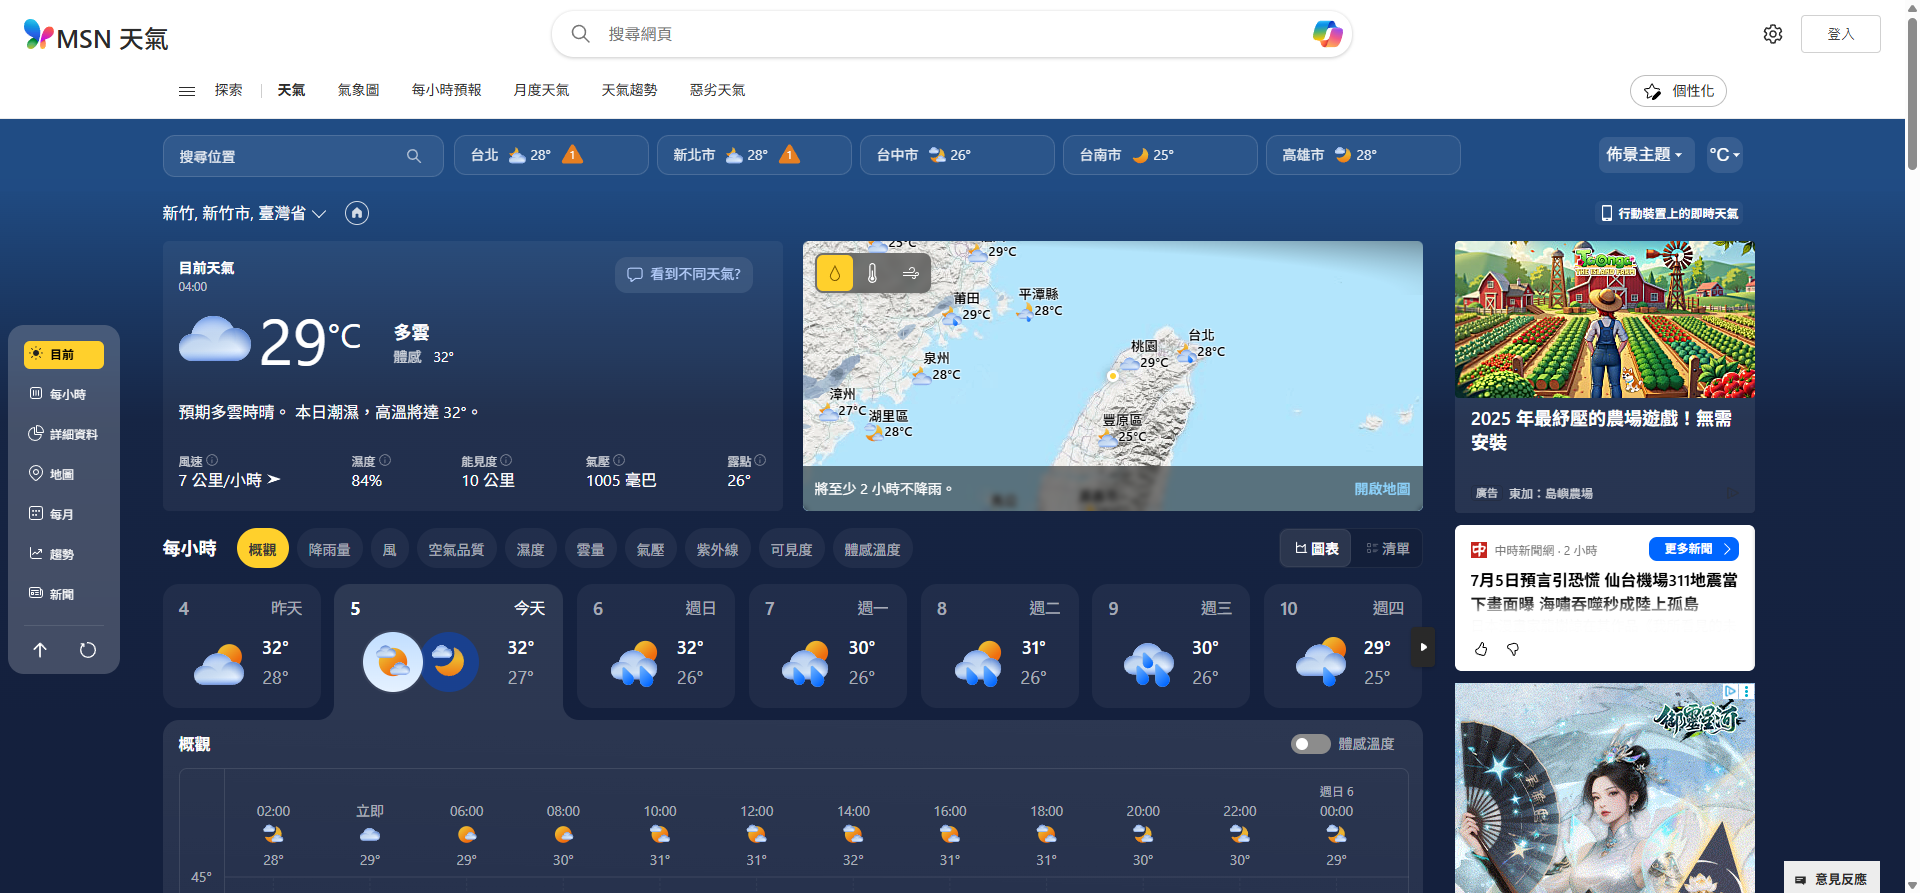 MSN 天氣
搜尋網頁
登入
探索
天氣
氣象圖
每小時預報
月度天氣
天氣趨勢
惡劣天氣
個性化
搜尋位置
台北 28° 1
新北市 28° 1
台中市 26°
台南市 25°
高雄市 28°
佈景主題
°C
新竹, 新竹市, 臺灣省
行動裝置上的即時天氣
目前天氣
04:00
看到不同天氣?
29°C
多雲
體感 32°
預期多雲時晴。 本日潮濕，高溫將達 32°。
風速
7 公里/小時
濕度
84%
能見度
10 公里
氣壓
1005 毫巴
露點
26°
25°C
29°C
莆田
29°C
平潭縣
28°C
泉州
28°C
漳州
27°C
湖里區
28°C
桃園
29°C
台北
28°C
豐原區
25°C
將至少 2 小時不降雨。
開啟地圖
目前
每小時
詳細資料
地圖
每月
趨勢
新聞
Taonga
THE ISLAND FARM
2025 年最紓壓的農場遊戲！無需
安裝
廣告 東加：島嶼農場
每小時
概觀
降雨量
風
空氣品質
濕度
雲量
氣壓
紫外線
可見度
體感溫度
圖表
清單
4 昨天
32°
28°
5 今天
32°
27°
6 週日
32°
26°
7 週一
30°
26°
8 週二
31°
26°
9 週三
30°
26°
10 週四
29°
25°
中
中時新聞網 · 2 小時
更多新聞
7月5日預言引恐慌 仙台機場311地震當
下畫面曝 海嘯吞噬秒成陸上孤島
概觀
體感溫度
週日 6
02:00 立即 06:00 08:00 10:00 12:00 14:00 16:00 18:00 20:00 22:00 00:00
28° 29° 29° 30° 31° 31° 32° 31° 31° 30° 30° 29°
45°
御靈星河
意見反應